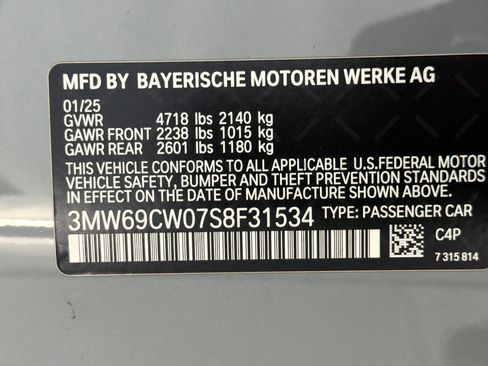 MFD BY BAYERISCHE MOTOREN WERKE AG
01/25
GVWR 4718 lbs 2140 kg
GAWR FRONT 2238 lbs 1015 kg
GAWR REAR 2601 lbs 1180 kg
THIS VEHICLE CONFORMS TO ALL APPLICABLE U.S.FEDERAL MOTOR
VEHICLE SAFETY, BUMPER, AND THEFT PREVENTION STANDARDS
IN EFFECT ON THE DATE OF MANUFACTURE SHOWN ABOVE.
3MW69CW07S8F31534 TYPE: PASSENGER CAR
C4P
7 315 814